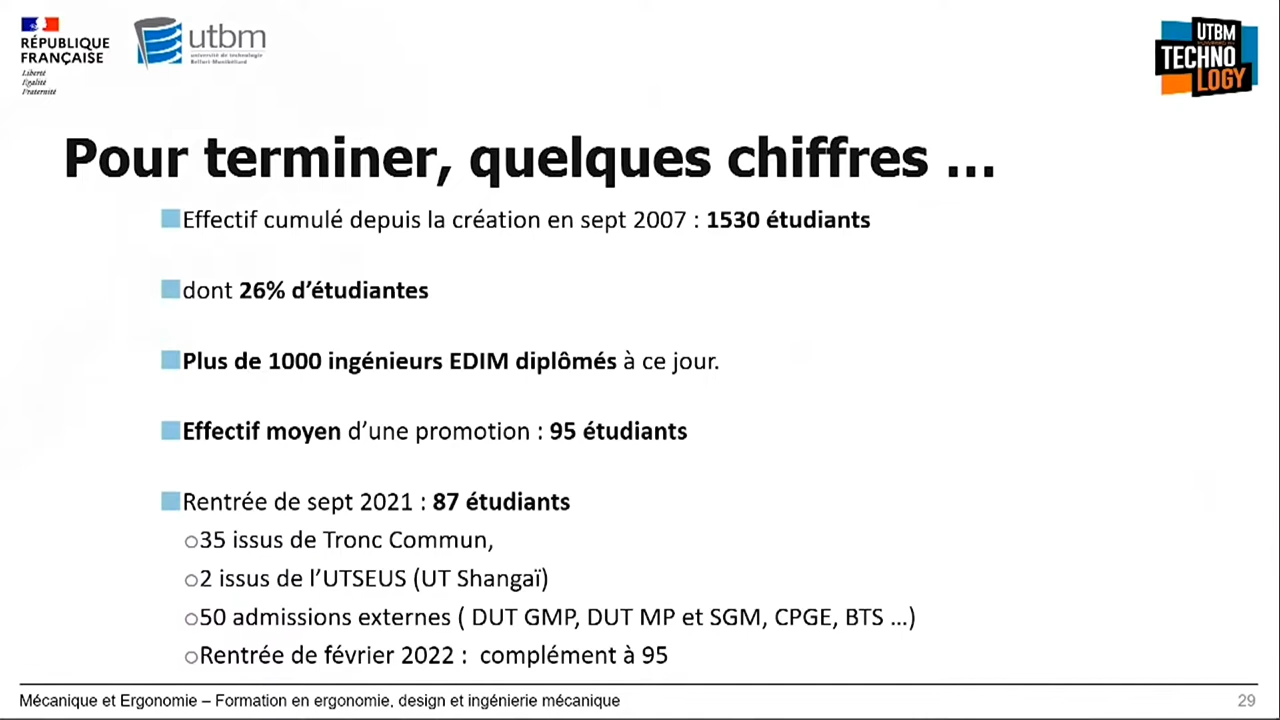 RÉPUBLIQUE
FRANÇAISE
Liberté
Égalité
Fraternité
utbm
université de technologie
Belfort-Montbéliard
UTBM
TECHNO
LOGY
Pour terminer, quelques chiffres ...
Effectif cumulé depuis la création en sept 2007 : 1530 étudiants
dont 26% d’étudiantes
Plus de 1000 ingénieurs EDIM diplômés à ce jour.
Effectif moyen d’une promotion : 95 étudiants
Rentrée de sept 2021 : 87 étudiants
35 issus de Tronc Commun,
2 issus de l’UTSEUS (UT Shangaï)
50 admissions externes ( DUT GMP, DUT MP et SGM, CPGE, BTS ...)
Rentrée de février 2022 : complément à 95
Mécanique et Ergonomie – Formation en ergonomie, design et ingénierie mécanique
29